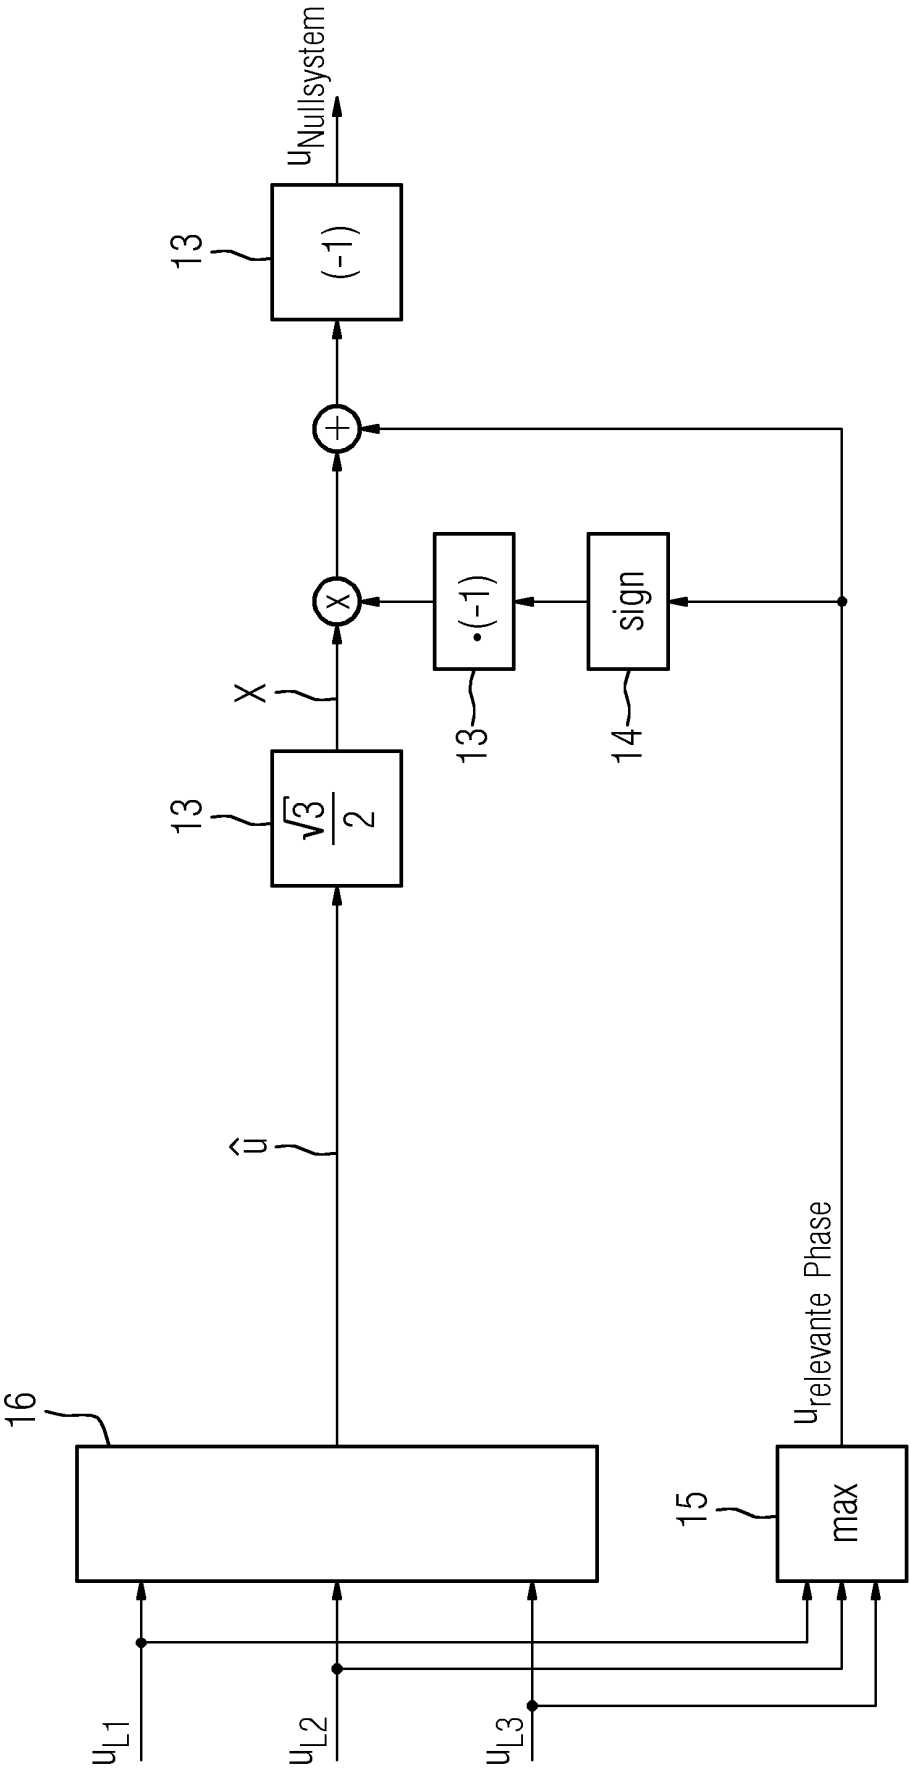 u_L1
u_L2
u_L3
16
15
max
u_relevante Phase
û
13
√3/2
X
X
13
·(-1)
14
sign
+
13
(-1)
u_Nullsystem